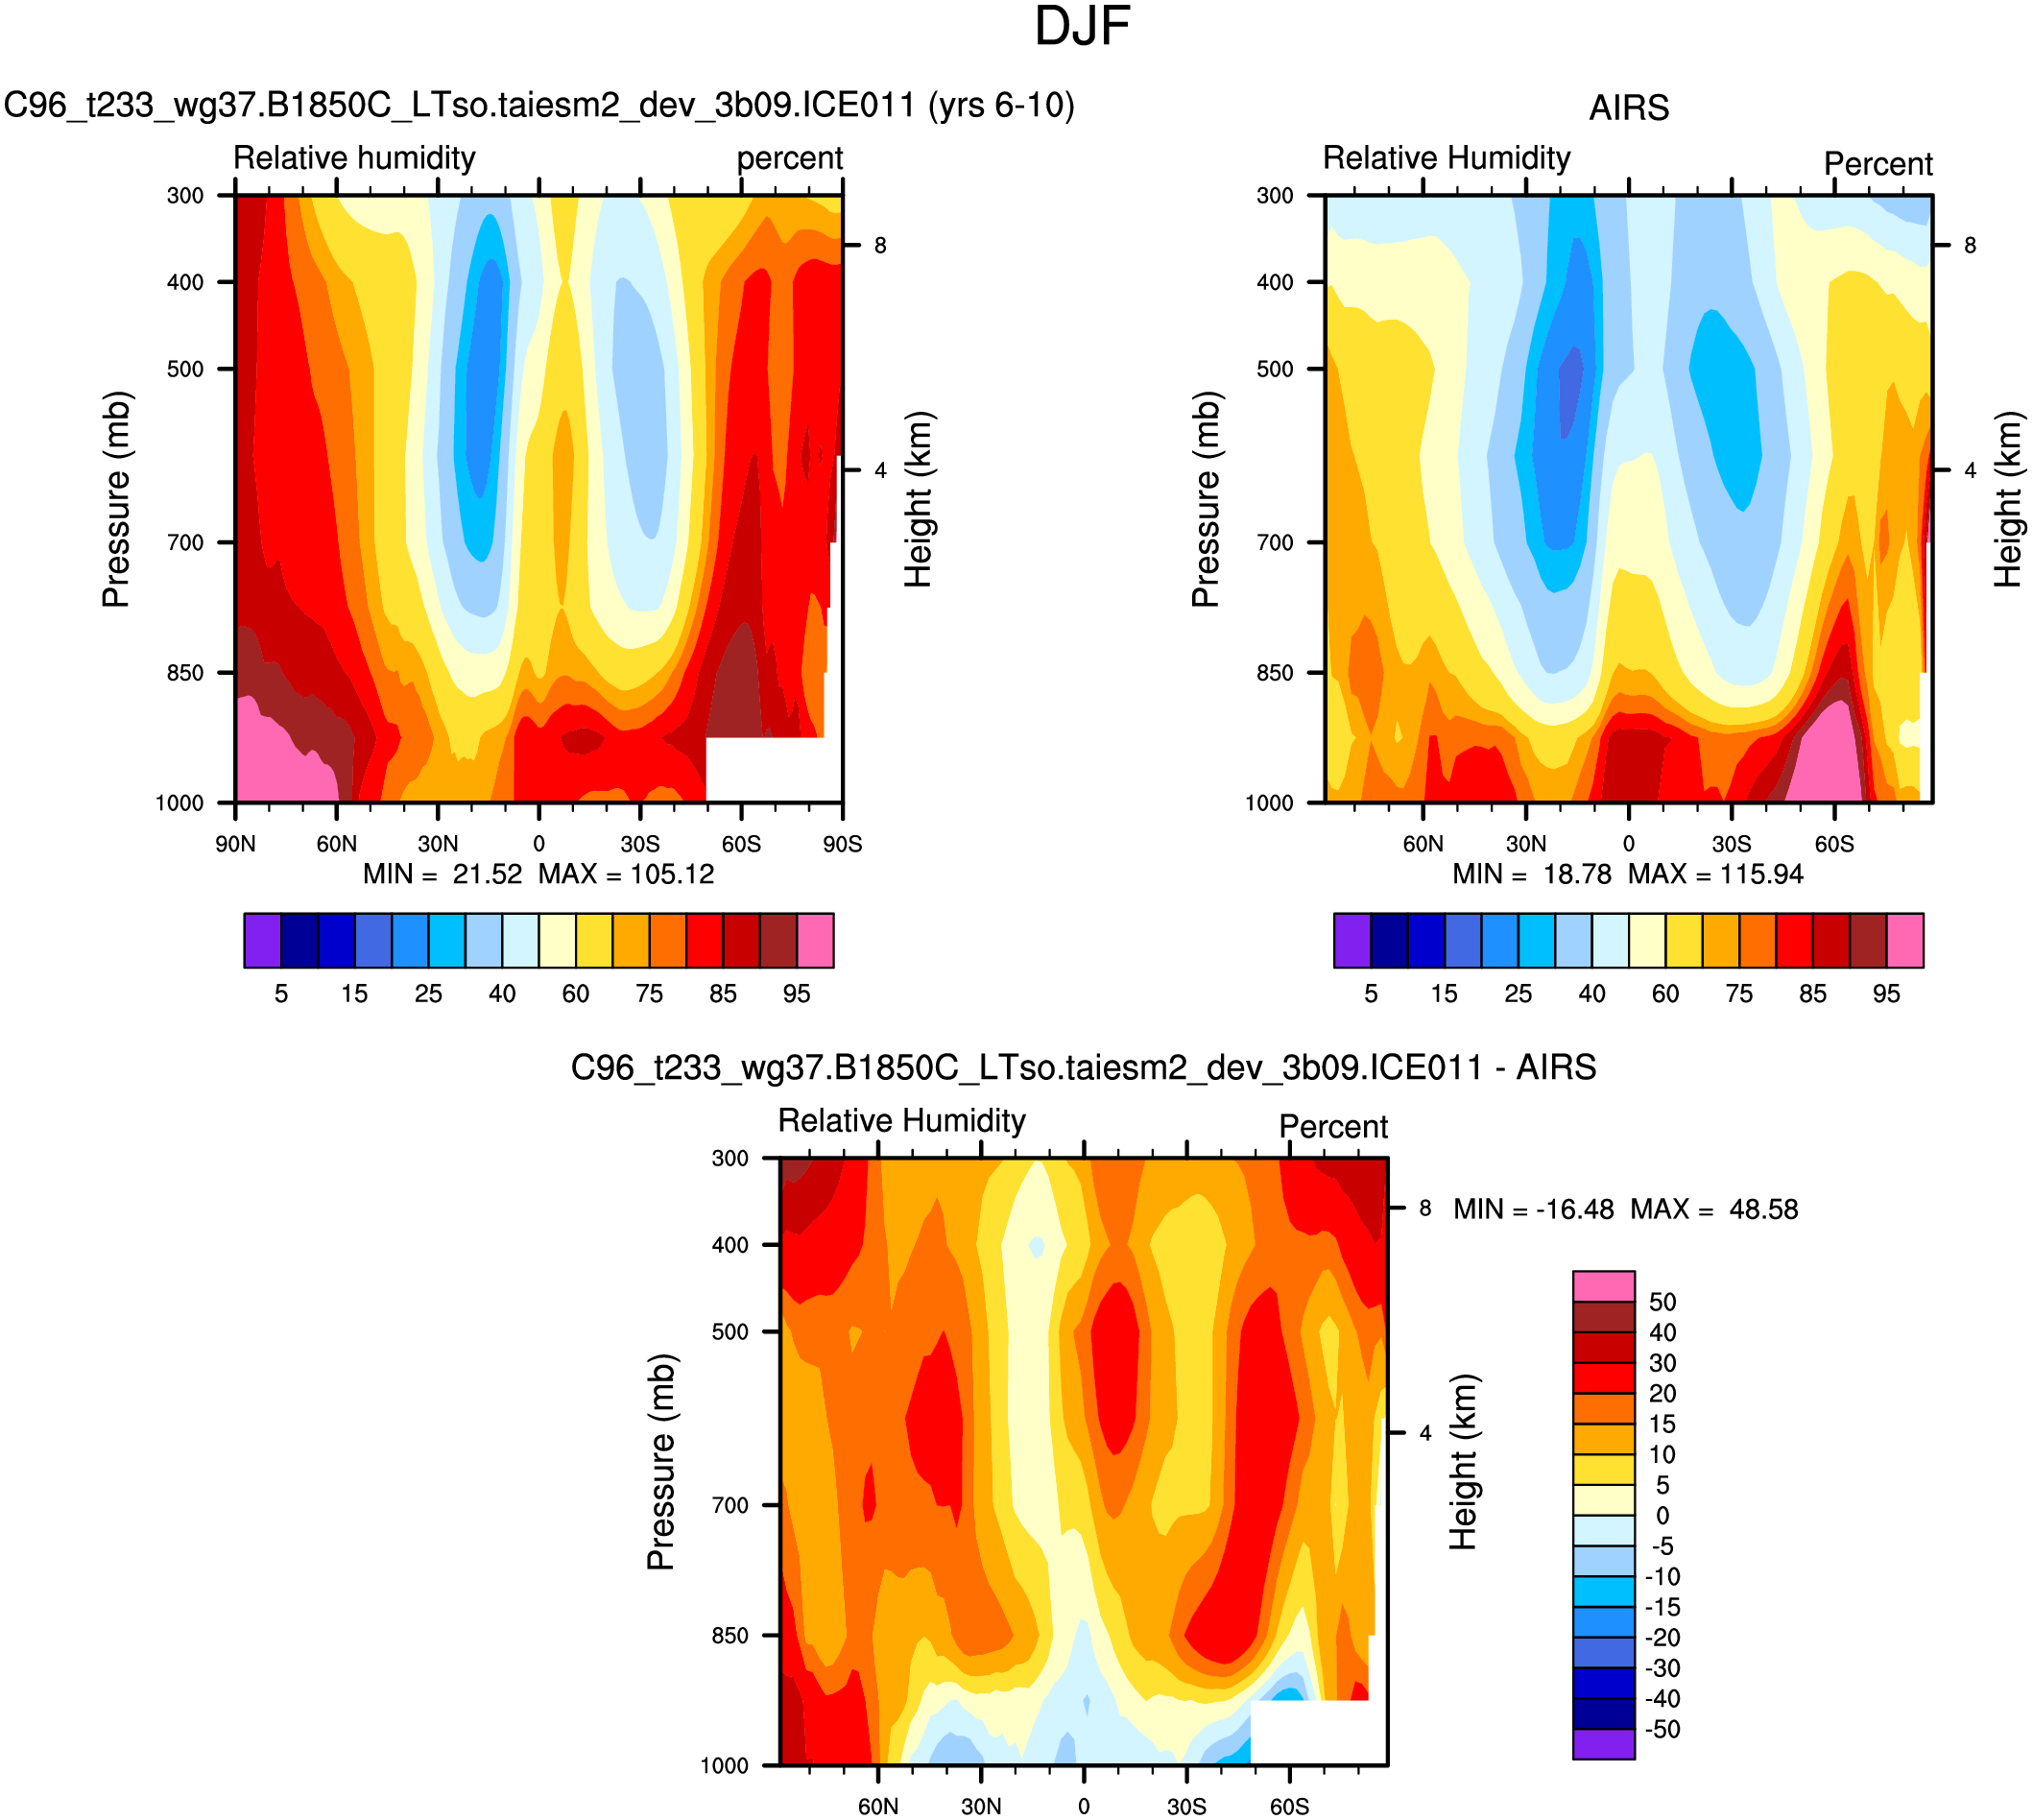 DJF
C96_t233_wg37.B1850C_LTso.taiesm2_dev_3b09.ICE011 (yrs 6-10)
Relative humidity percent
300
400
500
700
850
1000
Pressure (mb)
8
4
Height (km)
90N 60N 30N 0 30S 60S 90S
MIN = 21.52 MAX = 105.12
5 15 25 40 60 75 85 95
AIRS
Relative Humidity Percent
300
400
500
700
850
1000
Pressure (mb)
8
4
Height (km)
60N 30N 0 30S 60S
MIN = 18.78 MAX = 115.94
5 15 25 40 60 75 85 95
C96_t233_wg37.B1850C_LTso.taiesm2_dev_3b09.ICE011 - AIRS
Relative Humidity Percent
300
400
500
700
850
1000
Pressure (mb)
8
4
Height (km)
60N 30N 0 30S 60S
MIN = -16.48 MAX = 48.58
50
40
30
20
15
10
5
0
-5
-10
-15
-20
-30
-40
-50